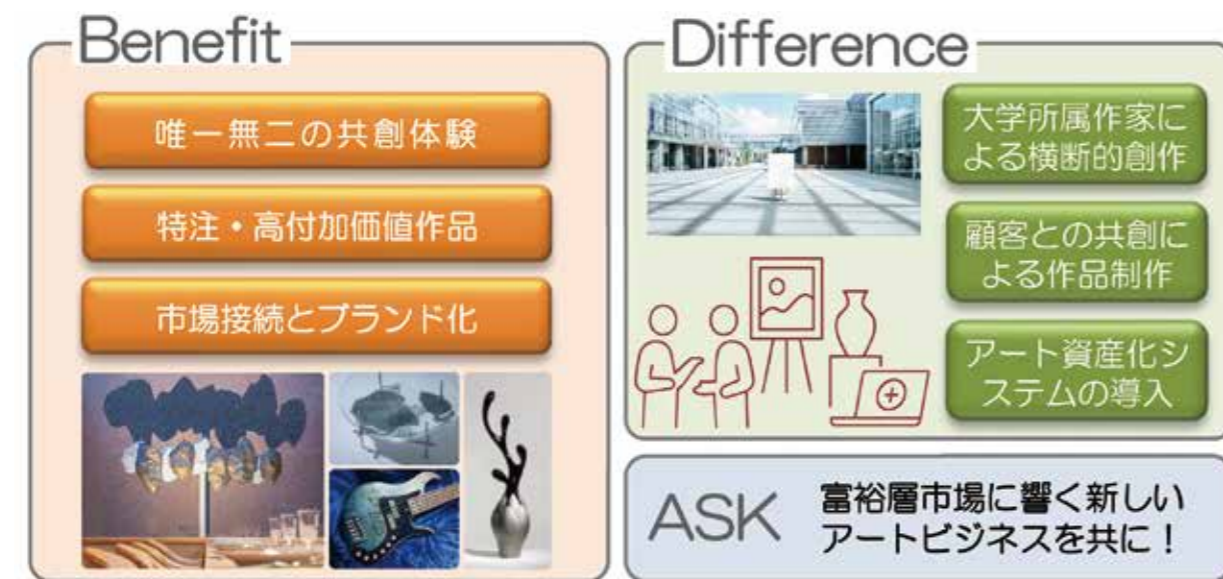 Benefit
唯一無二の共創体験
特注・高付加価値作品
市場接続とブランド化
Difference
大学所属作家に
よる横断的創作
顧客との共創に
よる作品制作
アート資産化シ
ステムの導入
ASK
富裕層市場に響く新しい
アートビジネスを共に！